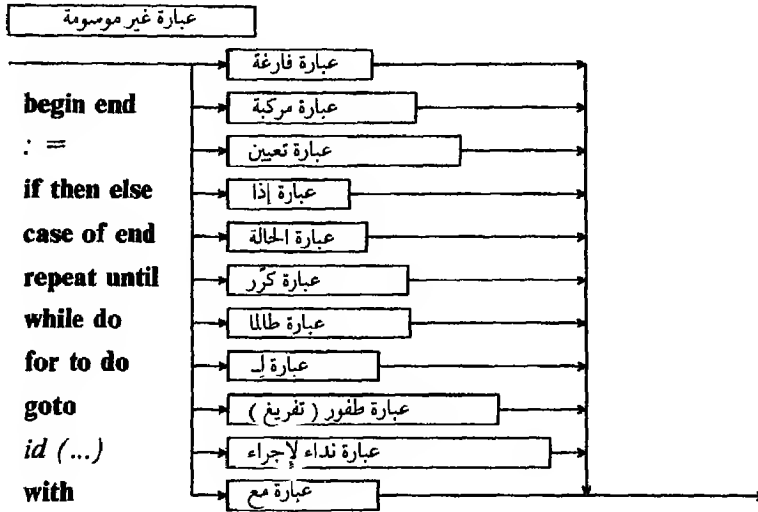 عبارة غير موسومة
عبارة فارغة
begin end عبارة مركبة
: = عبارة تعيين
if then else عبارة إذا
case of end عبارة الحالة
repeat until عبارة كرّر
while do عبارة طالما
for to do عبارة لِـ
goto عبارة طفور ( تفريغ )
id (...) عبارة نداء لإجراء
with عبارة مع